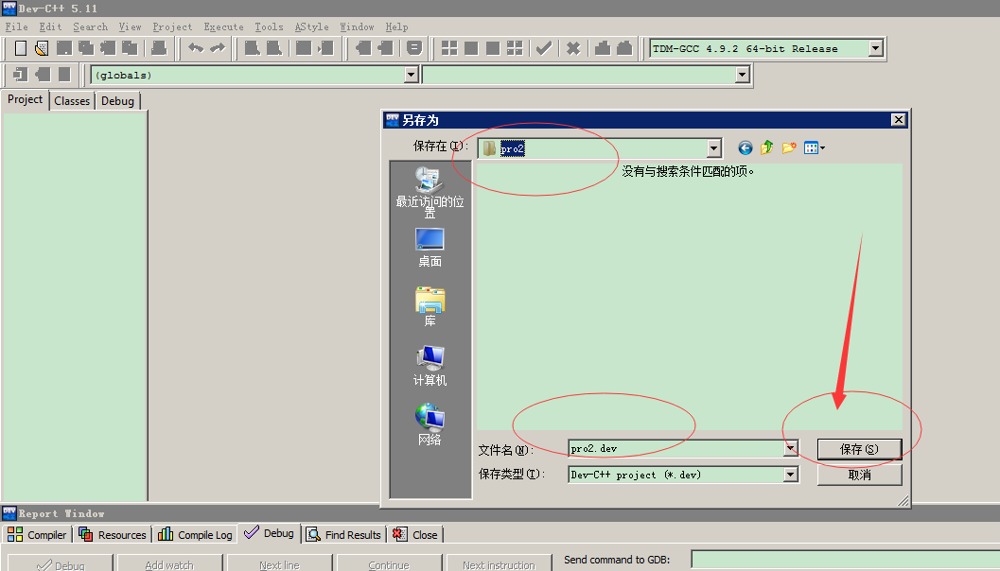 Dev-C++ 5.11
File Edit Search View Project Execute Tools AStyle Window Help
TDM-GCC 4.9.2 64-bit Release
(globals)
Project Classes Debug
另存为
保存在(I):
pro2
没有与搜索条件匹配的项。
最近访问的位
置
桌面
库
计算机
网络
文件名(N):
pro2.dev
保存(S)
保存类型(T):
Dev-C++ project (*.dev)
取消
Report Window
Compiler Resources Compile Log Debug Find Results Close
Debug Add watch Next line Continue Next instruction Send command to GDB: